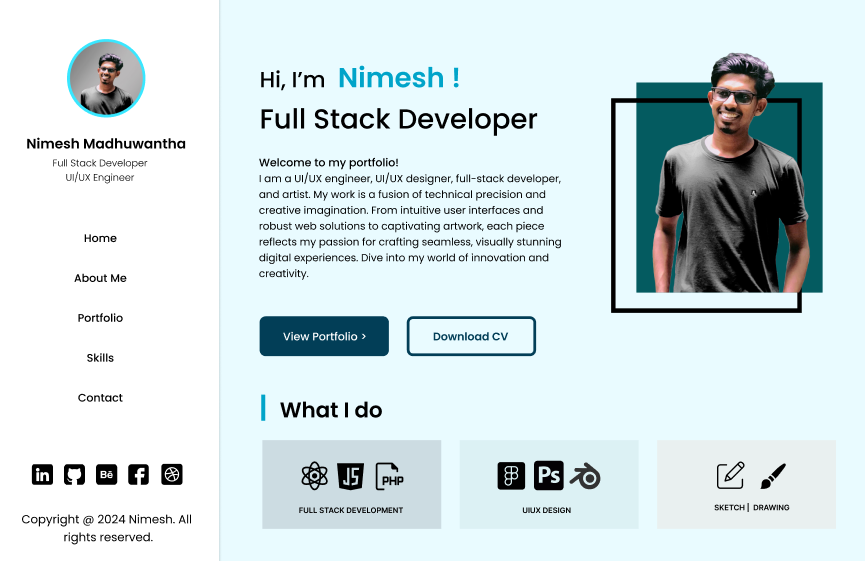 Nimesh Madhuwantha
Full Stack Developer
UI/UX Engineer
Home
About Me
Portfolio
Skills
Contact
in
Bē
f
Copyright @ 2024 Nimesh. All
rights reserved.
Hi, I’m Nimesh !
Full Stack Developer
Welcome to my portfolio!
I am a UI/UX engineer, UI/UX designer, full-stack developer,
and artist. My work is a fusion of technical precision and
creative imagination. From intuitive user interfaces and
robust web solutions to captivating artwork, each piece
reflects my passion for crafting seamless, visually stunning
digital experiences. Dive into my world of innovation and
creativity.
View Portfolio >
Download CV
What I do
JS
PHP
FULL STACK DEVELOPMENT
Ps
UIUX DESIGN
SKETCH | DRAWING